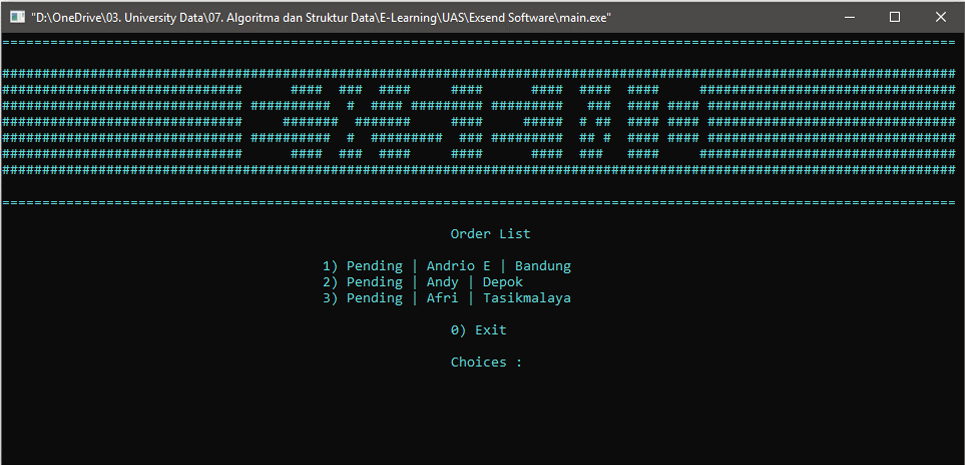 "D:\OneDrive\03. University Data\07. Algoritma dan Struktur Data\E-Learning\UAS\Exsend Software\main.exe"
EXSEND
Order List
1) Pending | Andrio E | Bandung
2) Pending | Andy | Depok
3) Pending | Afri | Tasikmalaya
0) Exit
Choices :